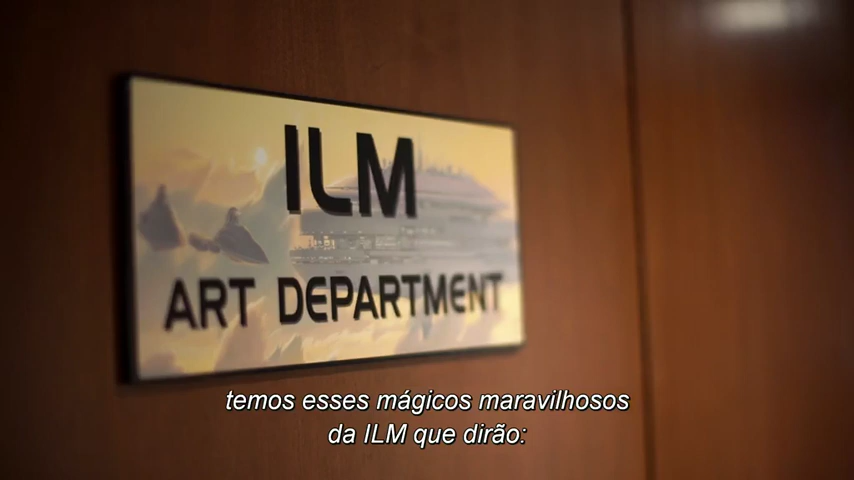 ILM
ART DEPARTMENT
temos esses mágicos maravilhosos
da ILM que dirão: